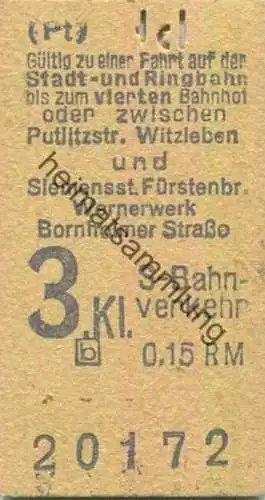 (Pt)
Gültig zu einer Fahrt auf der
Stadt-und Ringbahn
bis zum vierten Bahnhof
oder zwischen
Putlitzstr. Witzleben
und
Siemensst. Fürstenbr.
Wernerwerk
Bornholmer Straße
3.Kl. S-Bahn-
verkehr
b 0.15 RM
20172
heimatsammlung